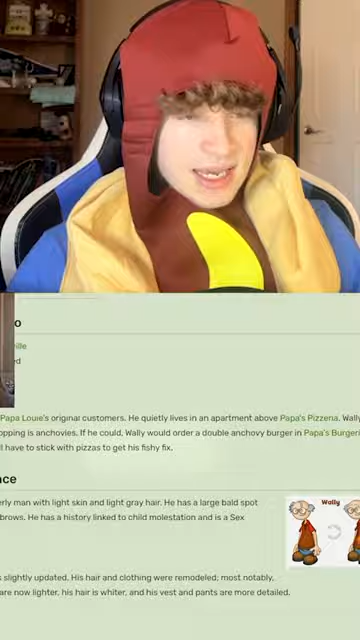 o
ille
ed
Papa Louie's original customers. He quietly lives in an apartment above Papa's Pizzeria. Wally
opping is anchovies. If he could, Wally would order a double anchovy burger in Papa's Burgeri
ll have to stick with pizzas to get his fishy fix.
nce
erly man with light skin and light gray hair. He has a large bald spot
brows. He has a history linked to child molestation and is a Sex
Wally
s slightly updated. His hair and clothing were remodeled; most notably,
are now lighter, his hair is whiter, and his vest and pants are more detailed.